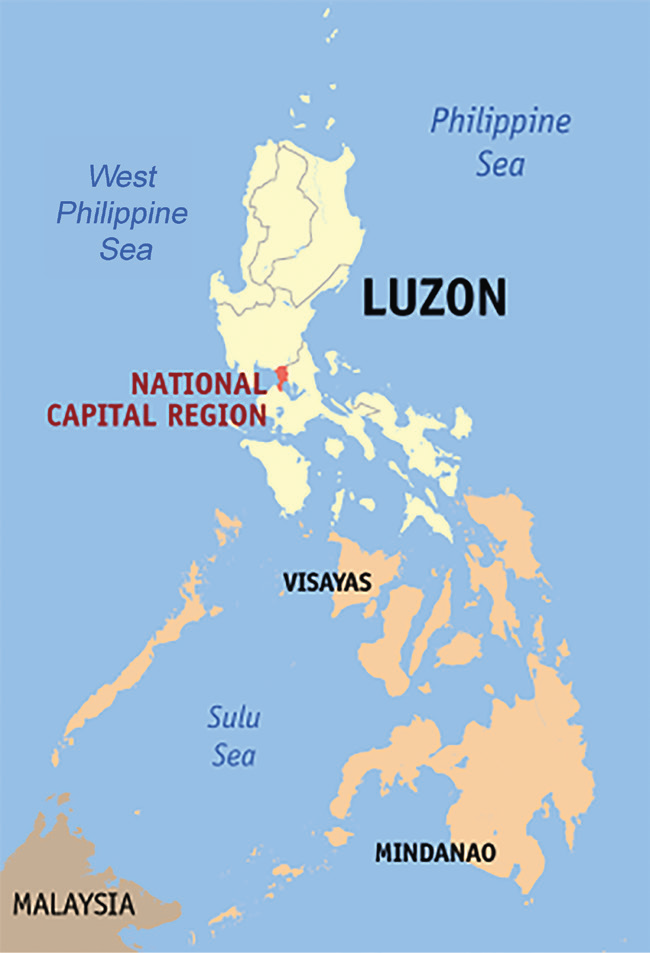 Philippine
Sea
West
Philippine
Sea
LUZON
NATIONAL
CAPITAL REGION
VISAYAS
Sulu
Sea
MINDANAO
MALAYSIA